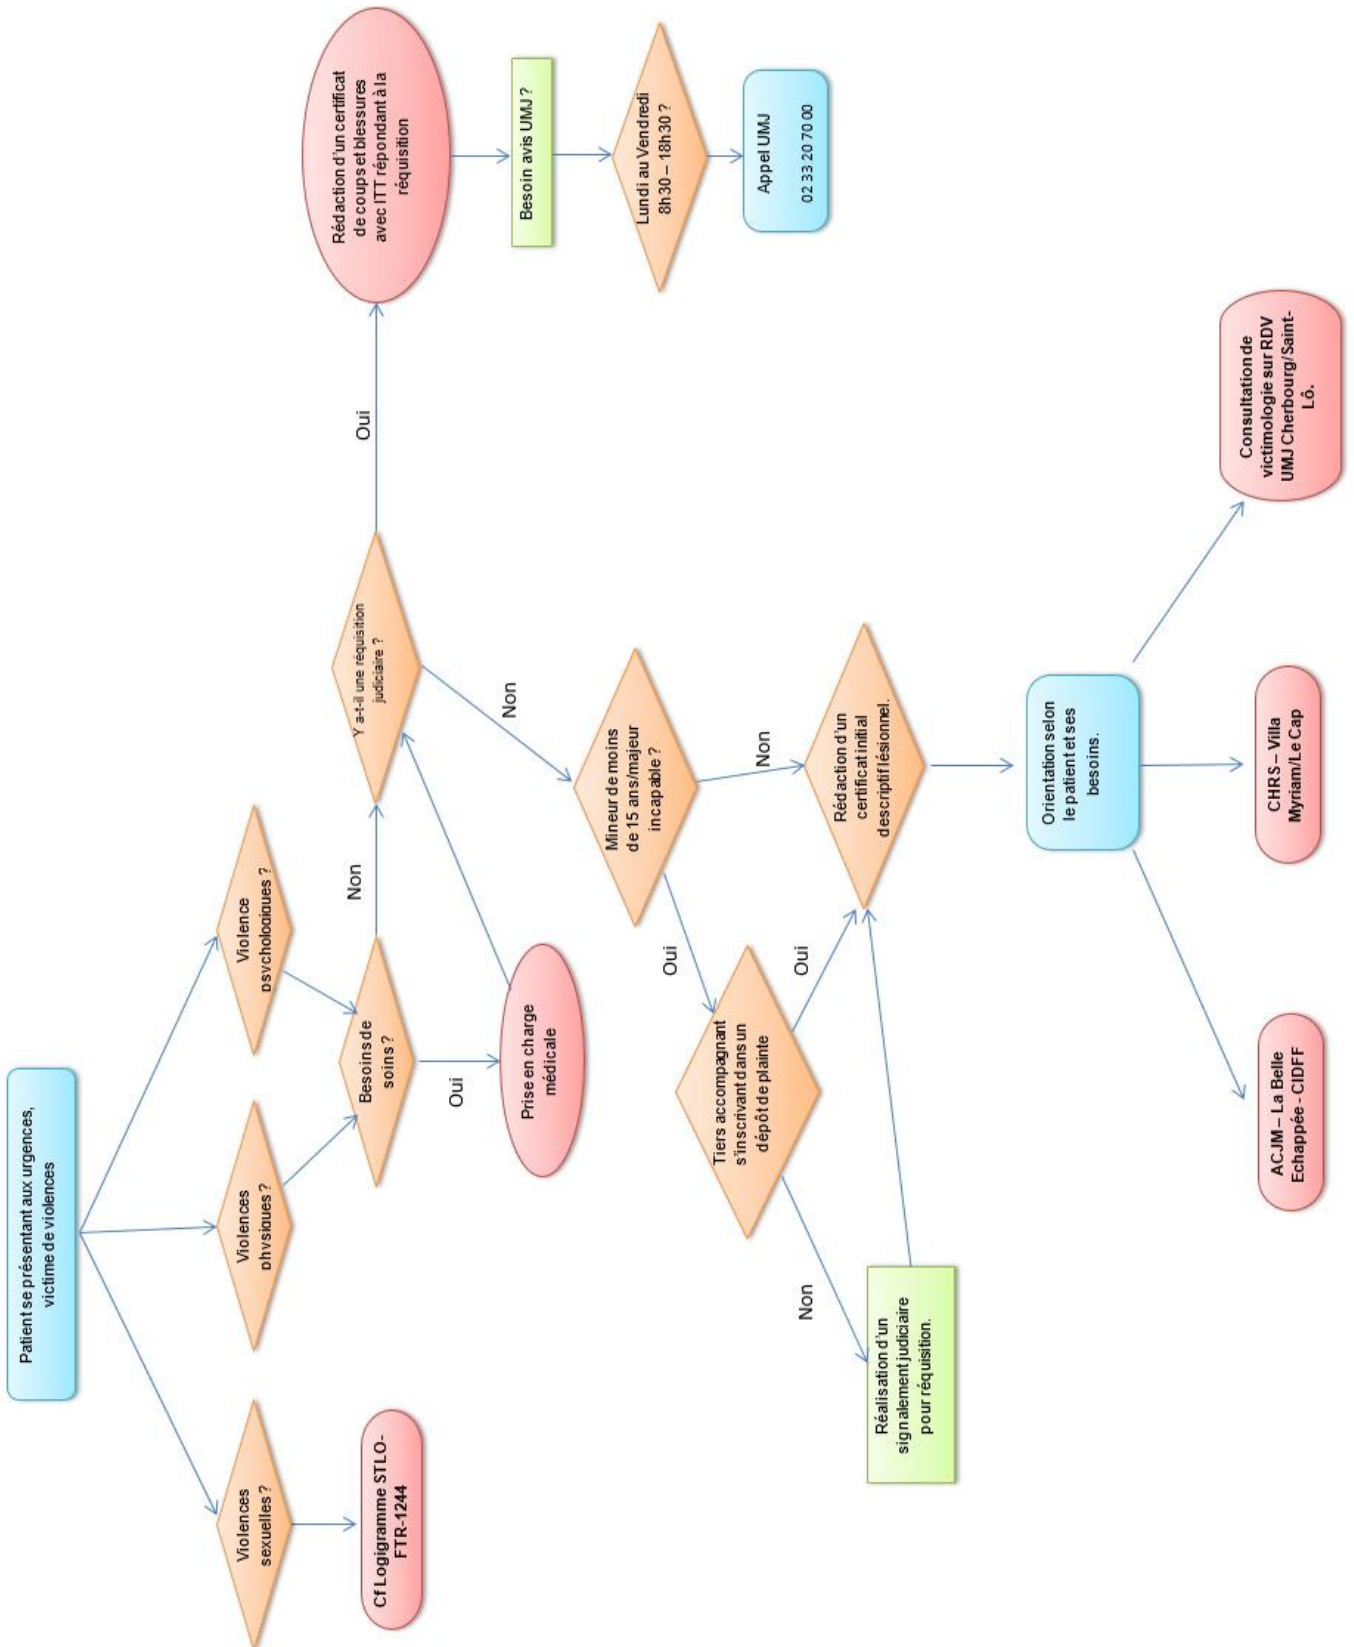 Patient se présentant aux urgences,
victime de violences
Violences
sexuelles ?
Violences
physiques ?
Violence
psychologiques ?
Cf Logigramme STLO-
FTR-1244
Besoins de
soins ?
Non
Oui
Prise en charge
médicale
Y a-t-il une réquisition
judiciaire ?
Oui
Rédaction d'un certificat
de coups et blessures
avec ITT répondant à la
réquisition
Besoin avis UMJ ?
Lundi au Vendredi
8h30 – 18h30 ?
Appel UMJ
02 33 20 70 00
Non
Mineur de moins
de 15 ans/majeur
incapable ?
Oui
Non
Tiers accompagnant
s'inscrivant dans un
dépôt de plainte
Non
Oui
Réalisation d'un
signalement judiciaire
pour réquisition.
Rédaction d'un
certificat initial
descriptif lésionnel.
Orientation selon
le patient et ses
besoins.
ACJM – La Belle
Echappée - CIDFF
CHRS – Villa
Myriam/Le Cap
Consultation de
victimologie sur RDV
UMJ Cherbourg/Saint-
Lô.